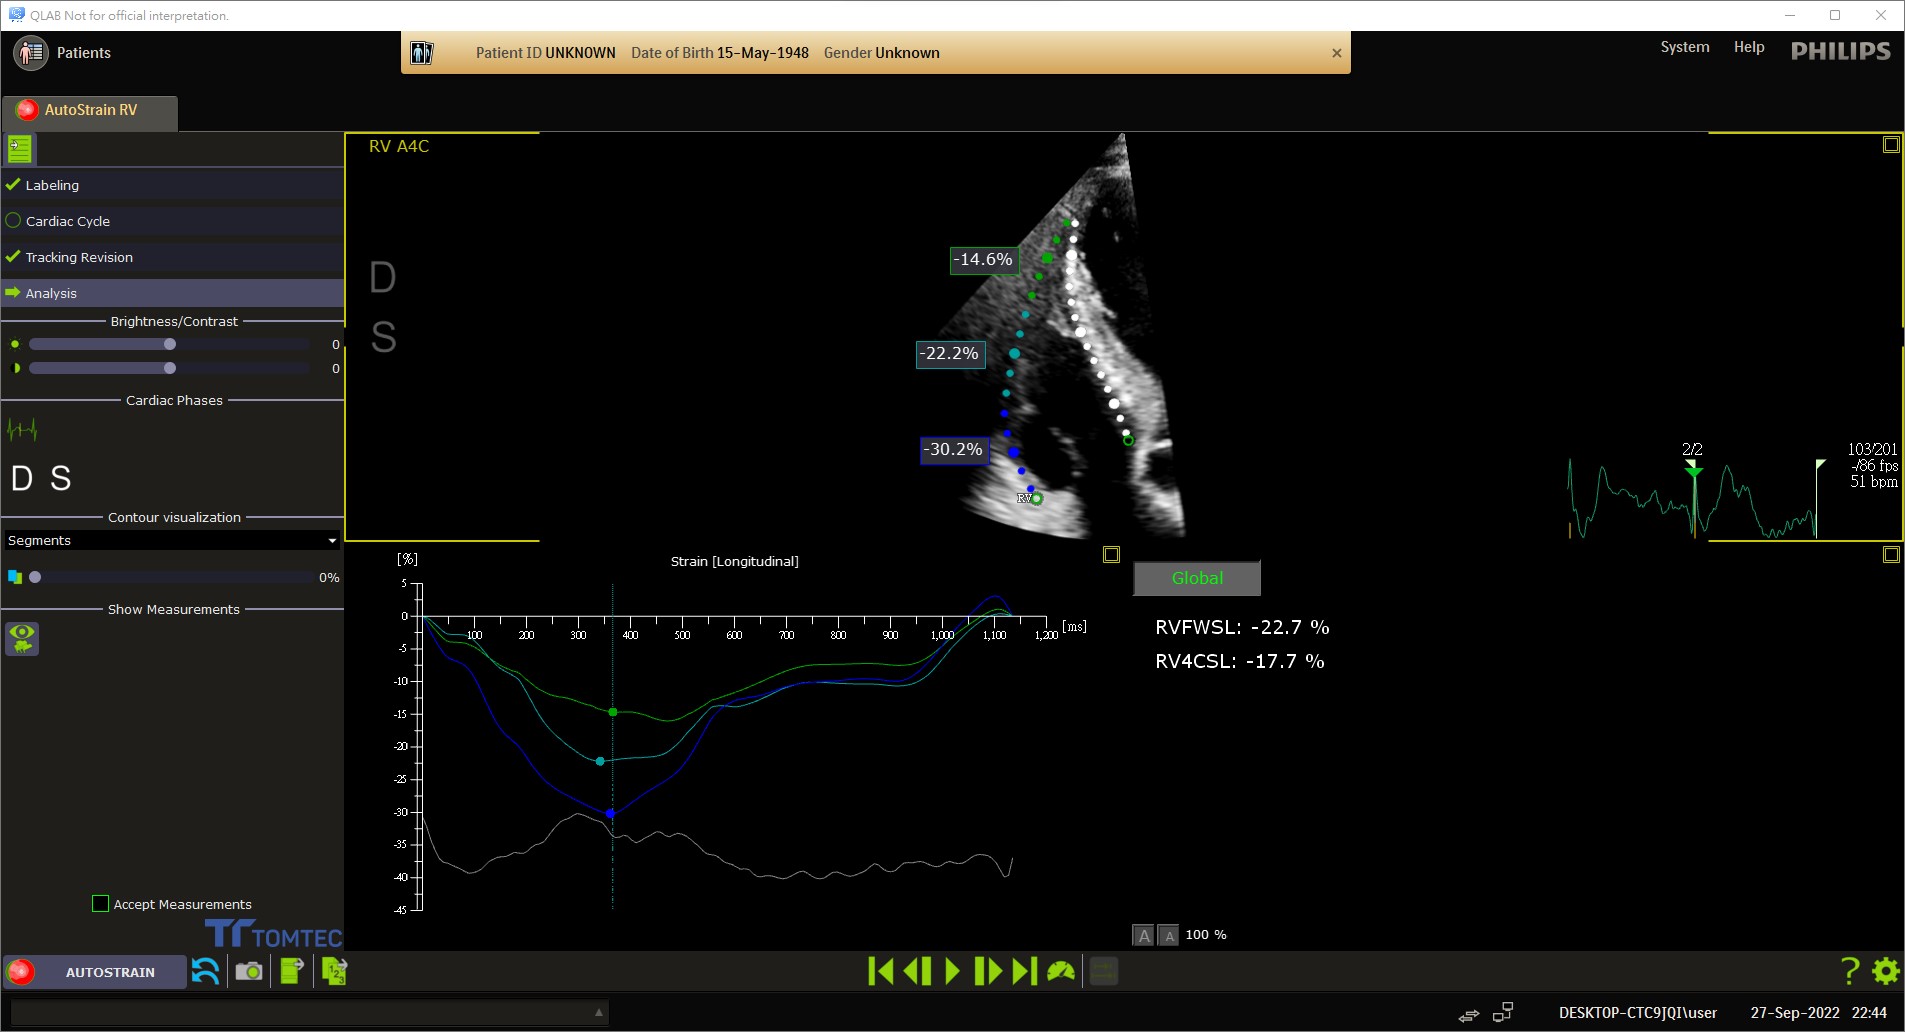 QLAB Not for official interpretation.
Patients
Patient ID UNKNOWN Date of Birth 15-May-1948 Gender Unknown
System Help PHILIPS
AutoStrain RV
Labeling
Cardiac Cycle
Tracking Revision
Analysis
Brightness/Contrast
0
0
Cardiac Phases
D S
Contour visualization
Segments
0%
Show Measurements
Accept Measurements
TOMTEC
RV A4C
D
S
-14.6%
-22.2%
-30.2%
RV
2/2
103/201
-/86 fps
51 bpm
[%]
Strain [Longitudinal]
5
0
-5
-10
-15
-20
-25
-30
-35
-40
-45
100 200 300 400 500 600 700 800 900 1,000 1,100 1,200 [ms]
Global
RVFWSL: -22.7 %
RV4CSL: -17.7 %
A A 100 %
AUTOSTRAIN
1 2 3
?
DESKTOP-CTC9JQI\user 27-Sep-2022 22:44